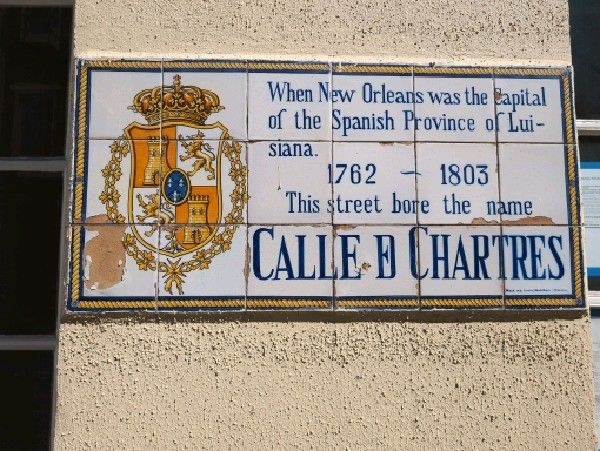 When New Orleans was the Capital
of the Spanish Province of Lui-
siana.
1762 - 1803
This street bore the name
CALLE D CHARTRES